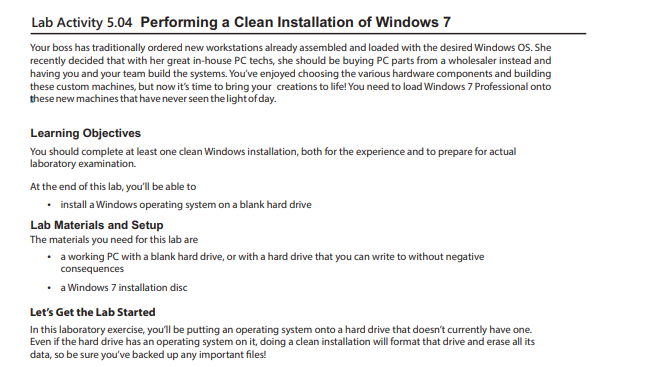 Lab Activity 5.04 Performing a Clean Installation of Windows 7
Your boss has traditionally ordered new workstations already assembled and loaded with the desired Windows OS. She
recently decided that with her great in-house PC techs, she should be buying PC parts from a wholesaler instead and
having you and your team build the systems. You've enjoyed choosing the various hardware components and building
these custom machines, but now it's time to bring your creations to life! You need to load Windows 7 Professional onto
these new machines that have never seen the light of day.
Learning Objectives
You should complete at least one clean Windows installation, both for the experience and to prepare for actual
laboratory examination.
At the end of this lab, you'll be able to
• install a Windows operating system on a blank hard drive
Lab Materials and Setup
The materials you need for this lab are
• a working PC with a blank hard drive, or with a hard drive that you can write to without negative
consequences
• a Windows 7 installation disc
Let's Get the Lab Started
In this laboratory exercise, you'll be putting an operating system onto a hard drive that doesn't currently have one.
Even if the hard drive has an operating system on it, doing a clean installation will format that drive and erase all its
data, so be sure you've backed up any important files!